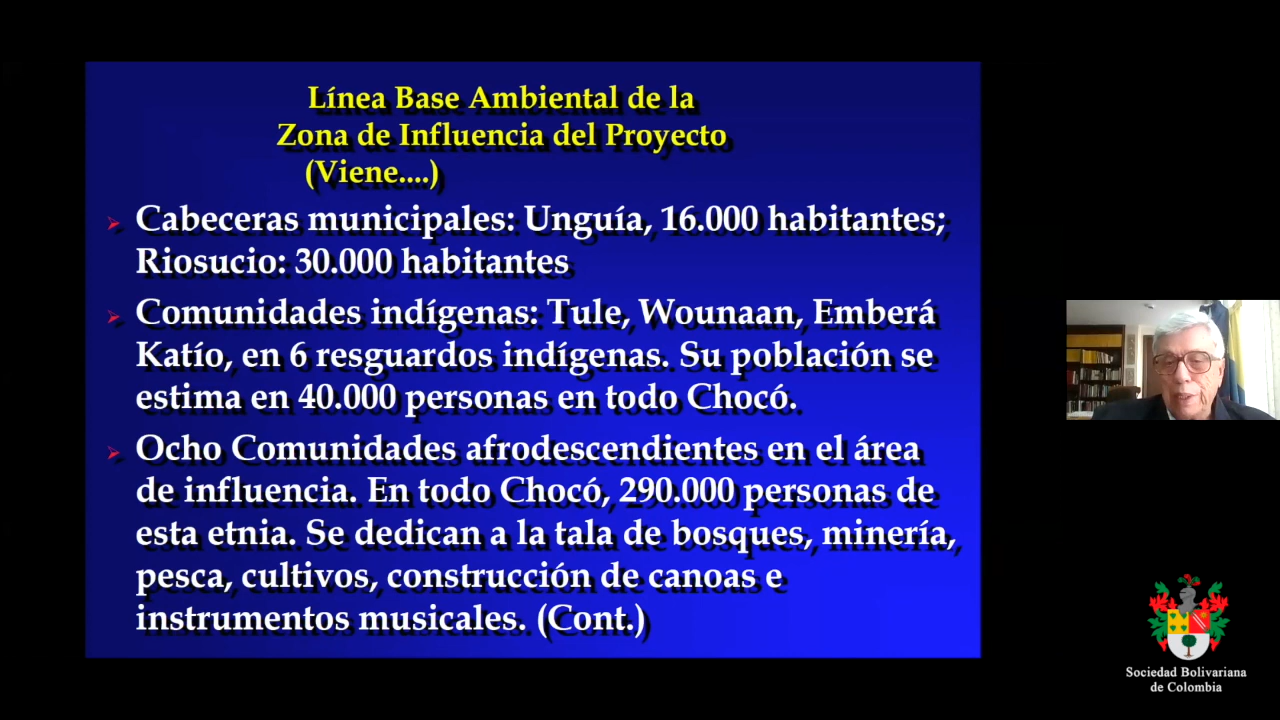 Línea Base Ambiental de la
Zona de Influencia del Proyecto
(Viene....)
Cabeceras municipales: Unguía, 16.000 habitantes;
Riosucio: 30.000 habitantes
Comunidades indígenas: Tule, Wounaan, Emberá
Katío, en 6 resguardos indígenas. Su población se
estima en 40.000 personas en todo Chocó.
Ocho Comunidades afrodescendientes en el área
de influencia. En todo Chocó, 290.000 personas de
esta etnia. Se dedican a la tala de bosques, minería,
pesca, cultivos, construcción de canoas e
instrumentos musicales. (Cont.)
Sociedad Bolivariana
de Colombia